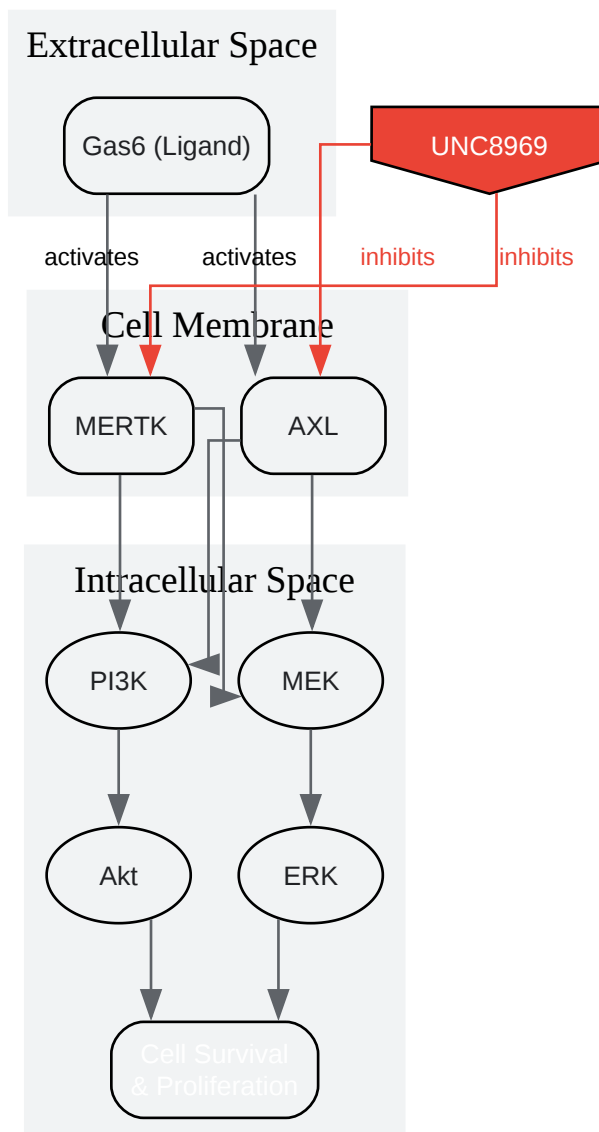 Extracellular Space
Gas6 (Ligand)
UNC8969
activates
activates
inhibits
inhibits
Cell Membrane
MERTK
AXL
Intracellular Space
PI3K
MEK
Akt
ERK
Cell Survival
& Proliferation